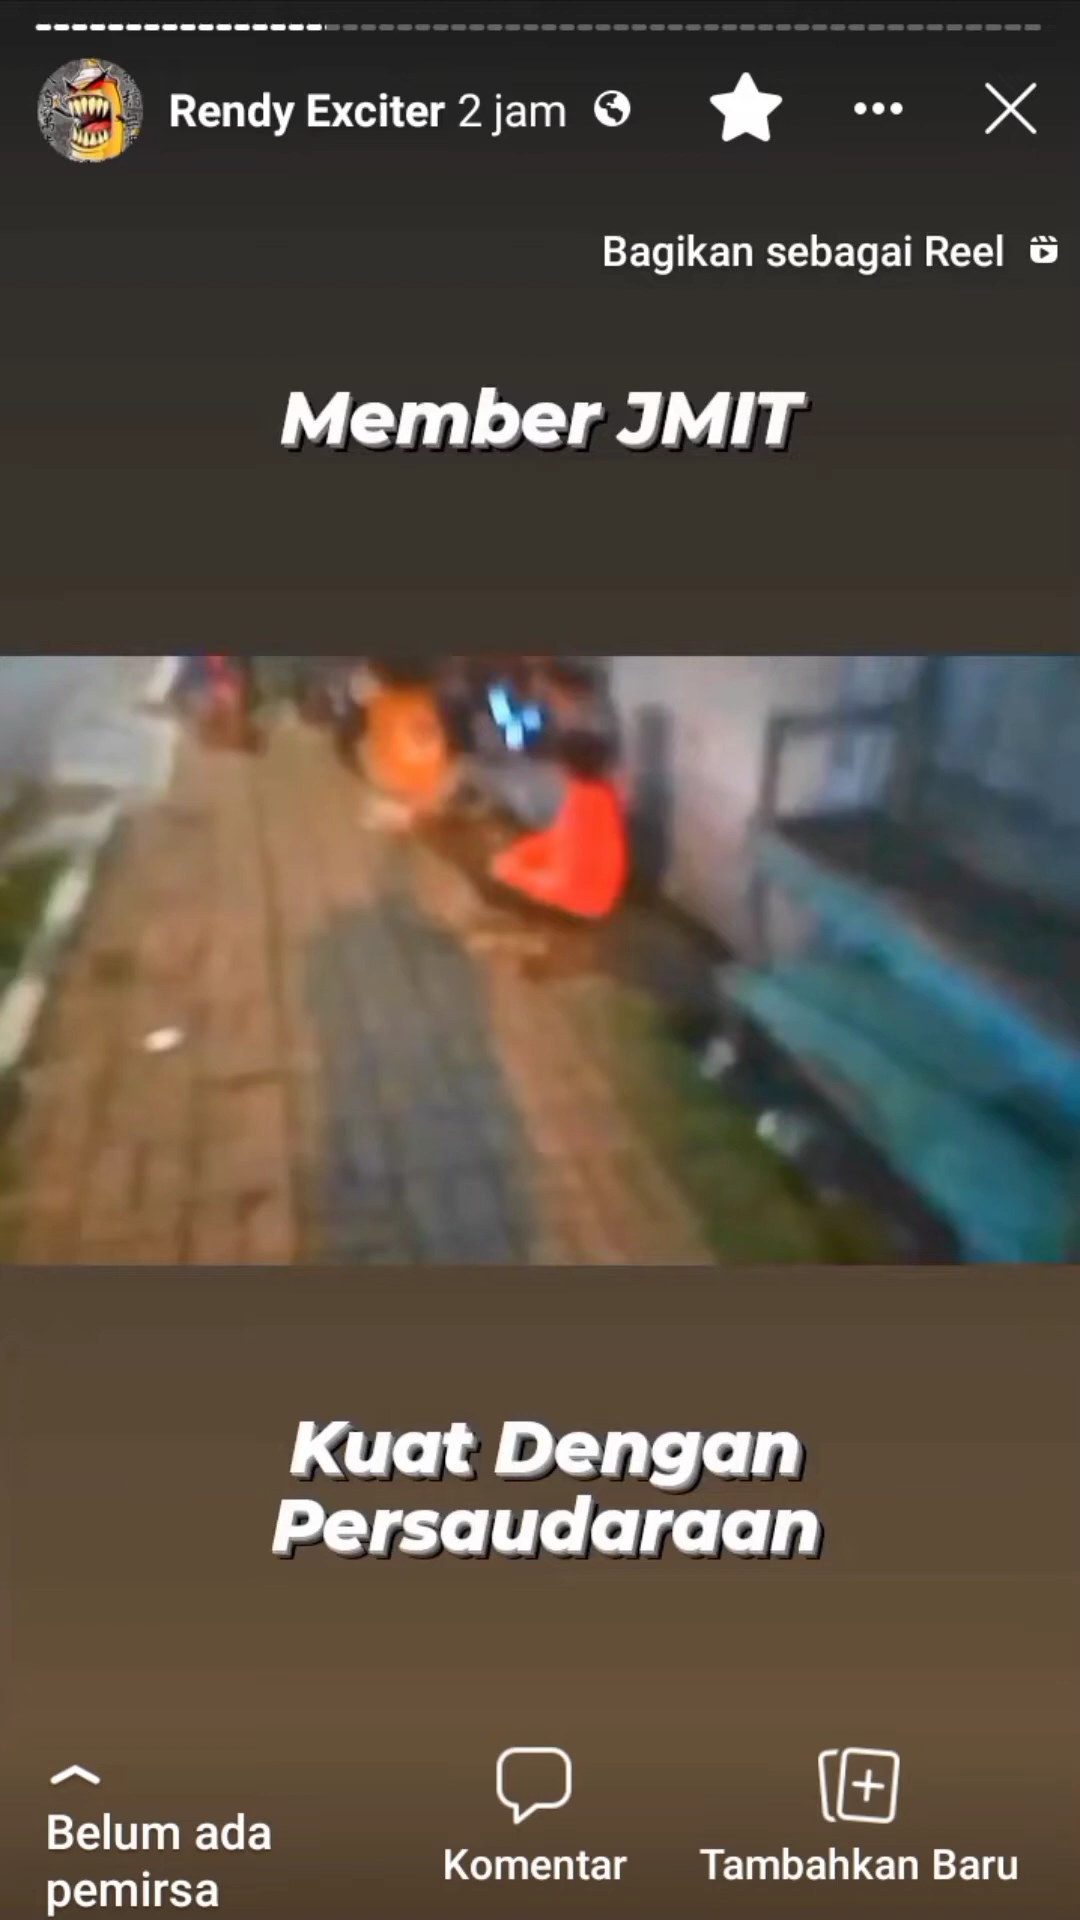 Rendy Exciter 2 jam
Bagikan sebagai Reel
Member JMIT
Kuat Dengan
Persaudaraan
Belum ada
pemirsa
Komentar
Tambahkan Baru